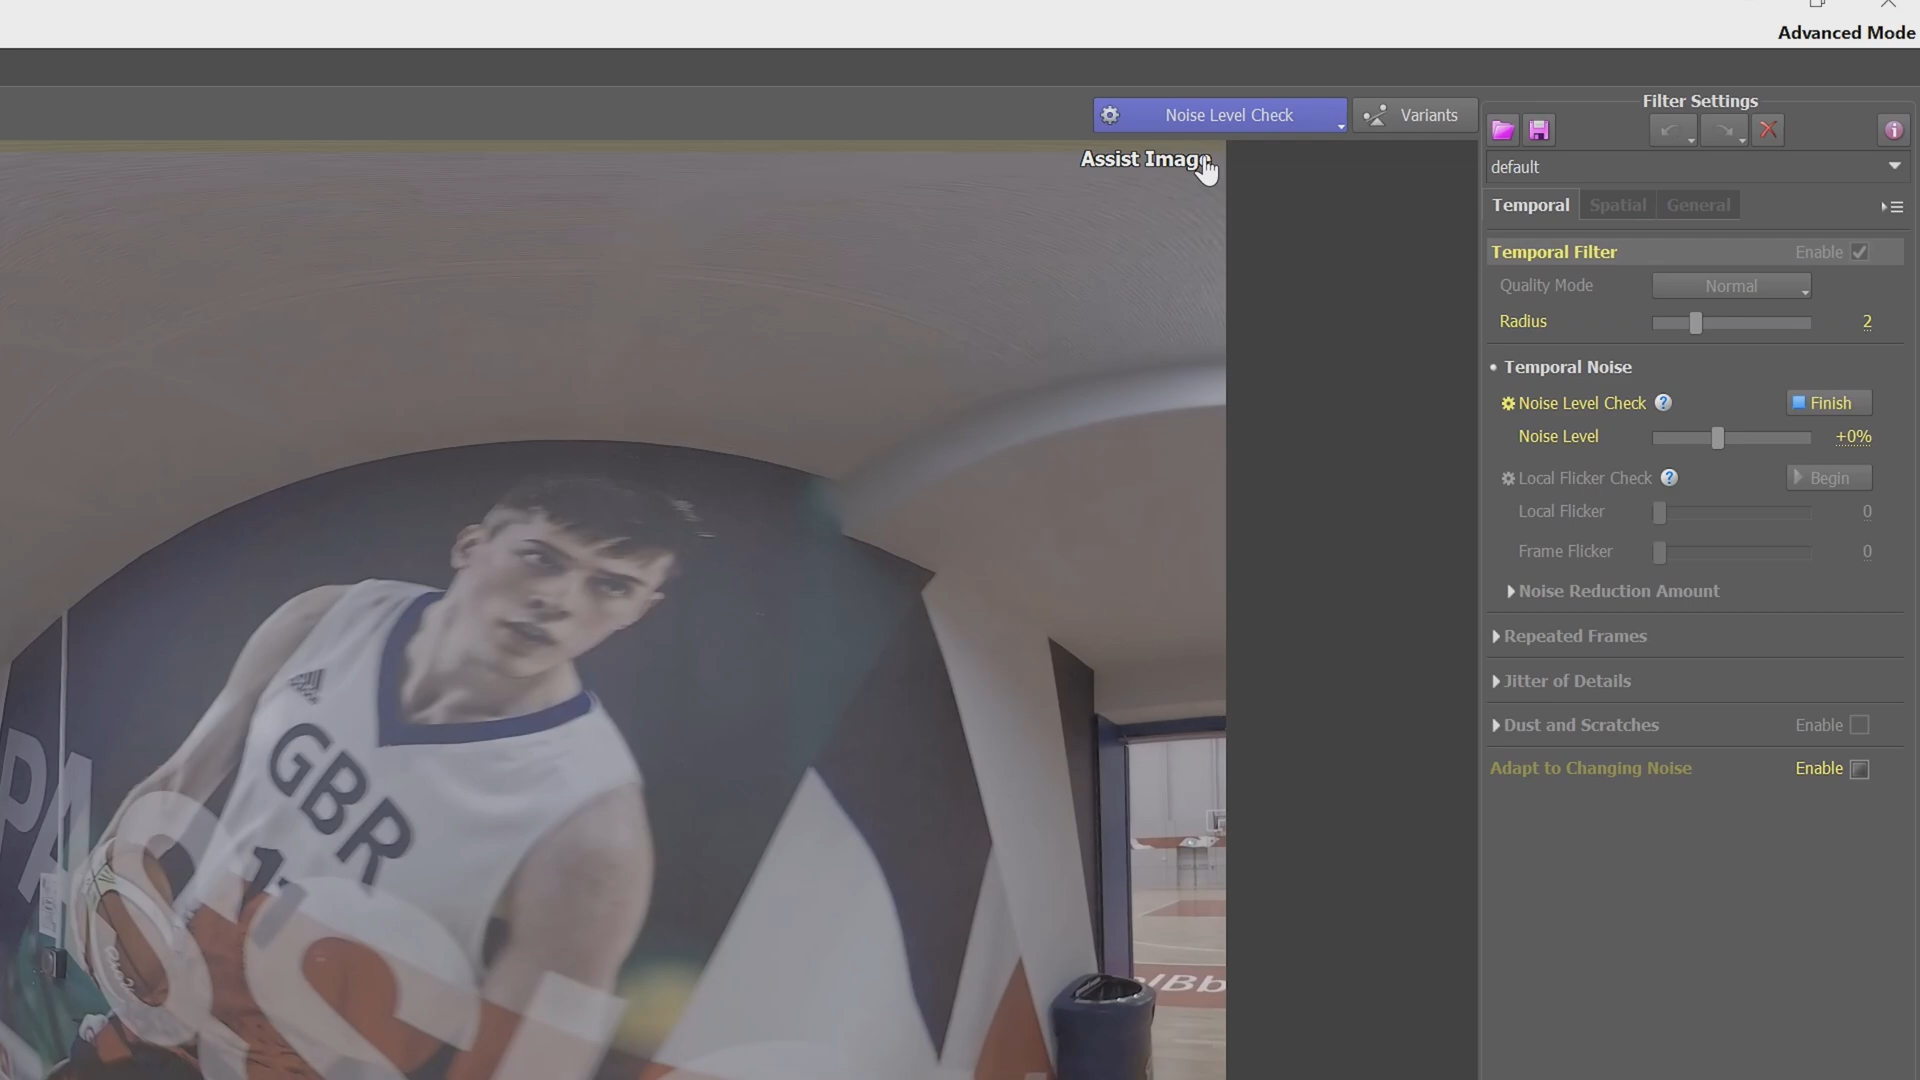 Advanced Mode
Noise Level Check
Variants
Filter Settings
Assist Image
default
Temporal
Spatial
General
Temporal Filter
Enable
Quality Mode
Normal
Radius
2
Temporal Noise
Noise Level Check
Finish
Noise Level
+0%
Local Flicker Check
Begin
Local Flicker
0
Frame Flicker
0
Noise Reduction Amount
Repeated Frames
Jitter of Details
Dust and Scratches
Enable
Adapt to Changing Noise
Enable
GBR
11
PA